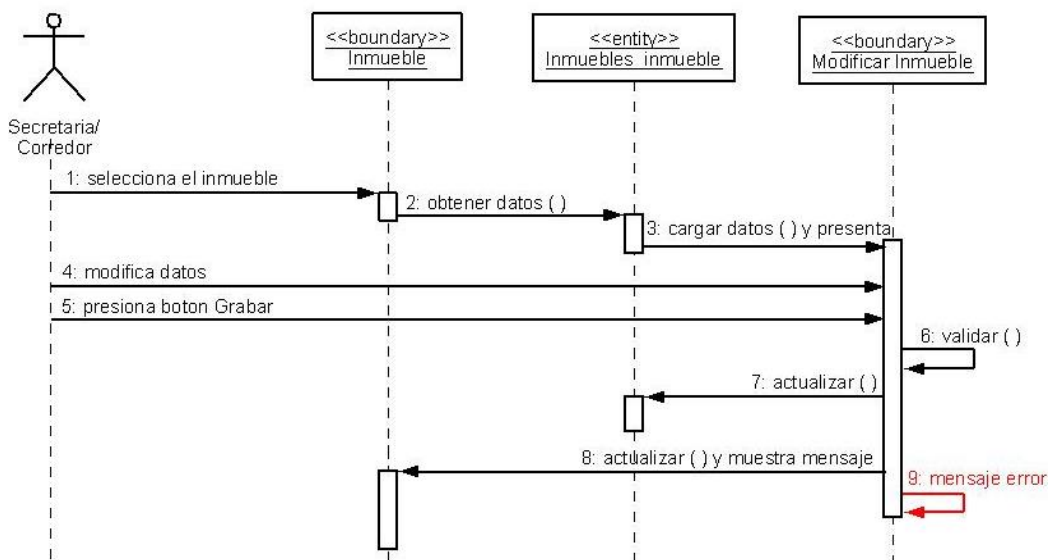 <<boundary>>
Inmueble
<<entity>>
Inmuebles_inmueble
<<boundary>>
Modificar Inmueble
Secretaria/
Corredor
1: selecciona el inmueble
2: obtener datos ( )
3: cargar datos ( ) y presenta
4: modifica datos
5: presiona boton Grabar
6: validar ( )
7: actualizar ( )
8: actualizar ( ) y muestra mensaje
9: mensaje error